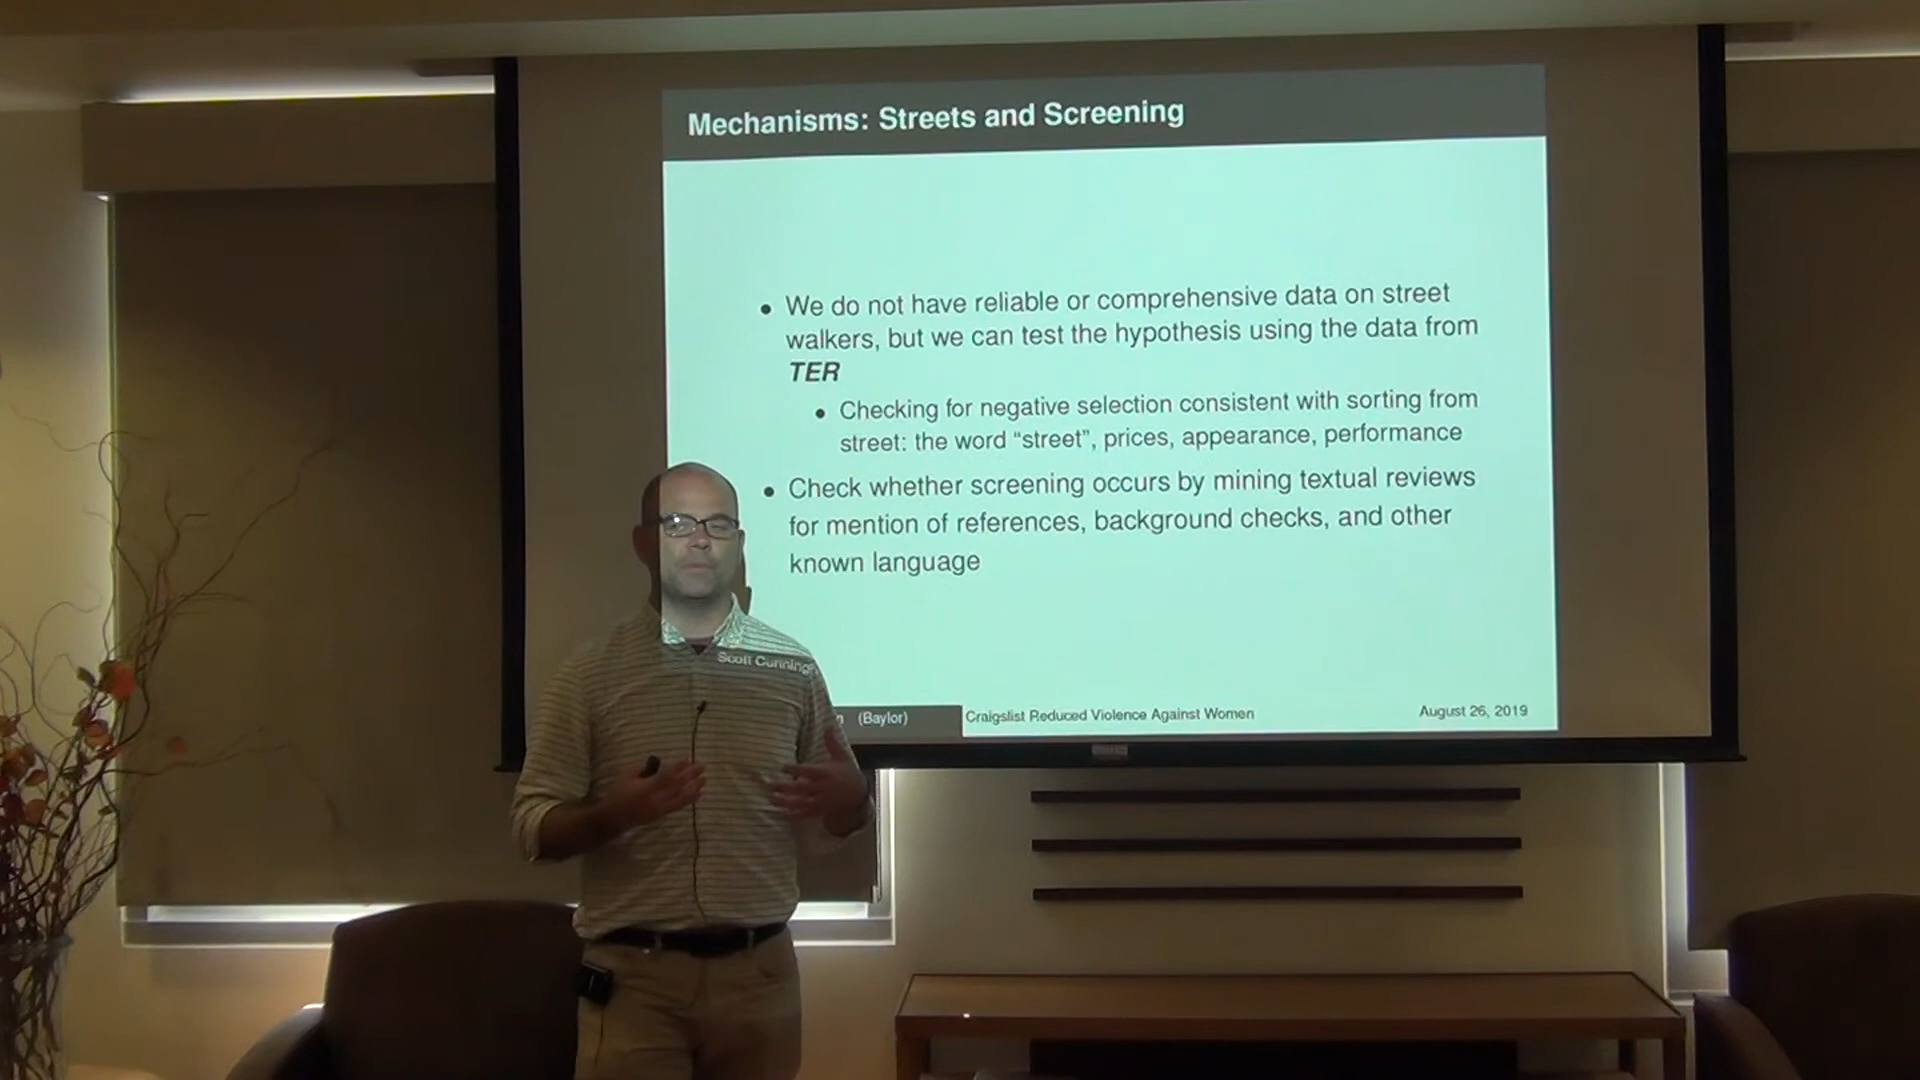 Mechanisms: Streets and Screening
• We do not have reliable or comprehensive data on street
walkers, but we can test the hypothesis using the data from
TER
• Checking for negative selection consistent with sorting from
street: the word “street”, prices, appearance, performance
• Check whether screening occurs by mining textual reviews
for mention of references, background checks, and other
known language
Scott Cunning
(Baylor)
Craigslist Reduced Violence Against Women
August 26, 2019